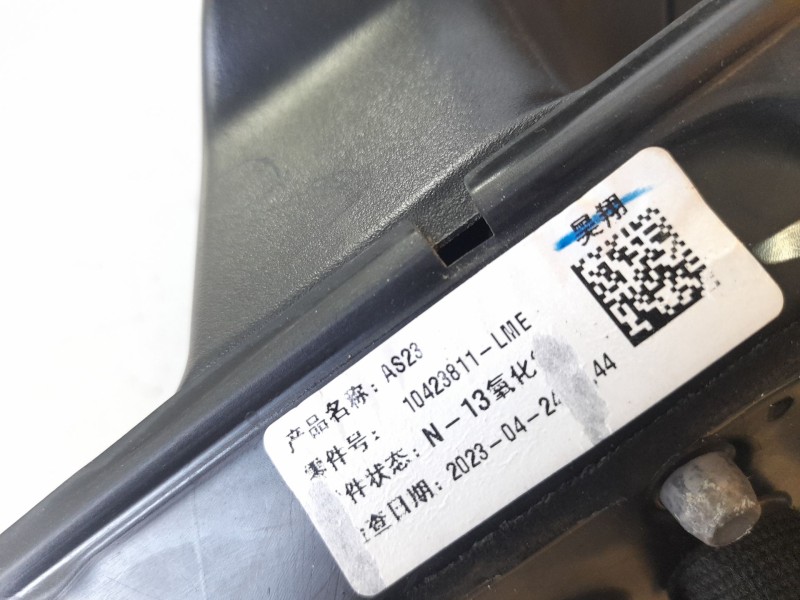 昊翔
产品名称: AS23
零件号: 10423811-LME
件状态: N-13氧化
查日期: 2023-04-24 44